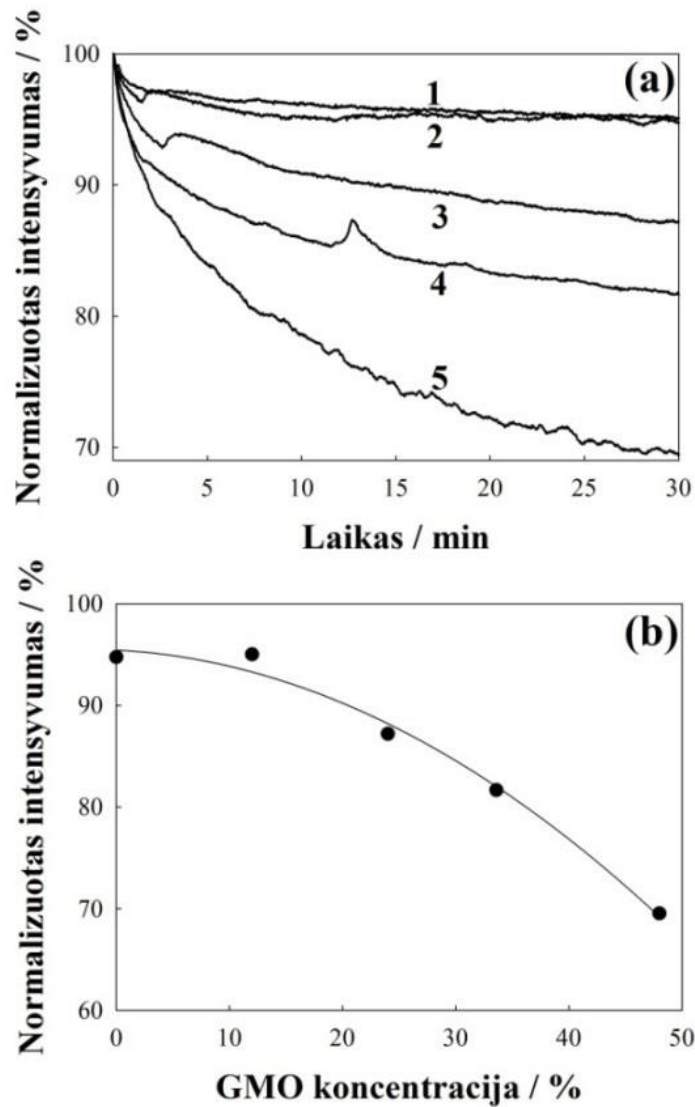 Normalizuotas intensyvumas / %
100
90
80
70
(a)
1
2
3
4
5
0 5 10 15 20 25 30
Laikas / min
Normalizuotas intensyvumas / %
100
90
80
70
60
(b)
0 10 20 30 40 50
GMO koncentracija / %